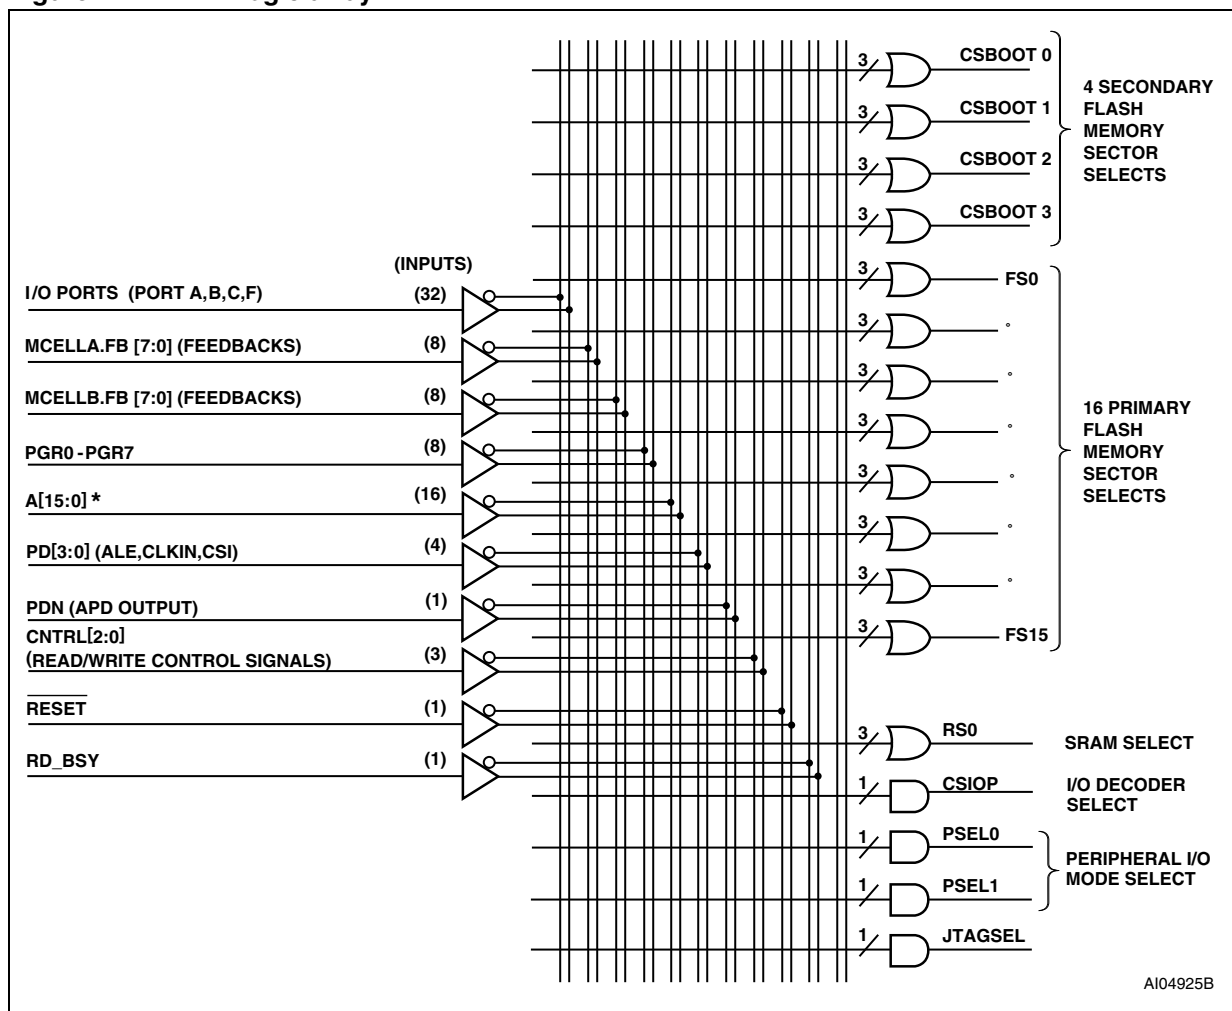 (INPUTS)
I/O PORTS (PORT A,B,C,F) (32)
MCELLA.FB [7:0] (FEEDBACKS) (8)
MCELLB.FB [7:0] (FEEDBACKS) (8)
PGR0 -PGR7 (8)
A[15:0] * (16)
PD[3:0] (ALE,CLKIN,CSI) (4)
PDN (APD OUTPUT) (1)
CNTRL[2:0]
(READ/WRITE CONTROL SIGNALS) (3)
RESET (1)
RD_BSY (1)
3 CSBOOT 0
3 CSBOOT 1
3 CSBOOT 2
3 CSBOOT 3
4 SECONDARY
FLASH
MEMORY
SECTOR
SELECTS
3 FS0
3
3
3
3
3
3
3 FS15
16 PRIMARY
FLASH
MEMORY
SECTOR
SELECTS
3 RS0 SRAM SELECT
1 CSIOP I/O DECODER
SELECT
1 PSEL0
1 PSEL1
PERIPHERAL I/O
MODE SELECT
1 JTAGSEL
AI04925B